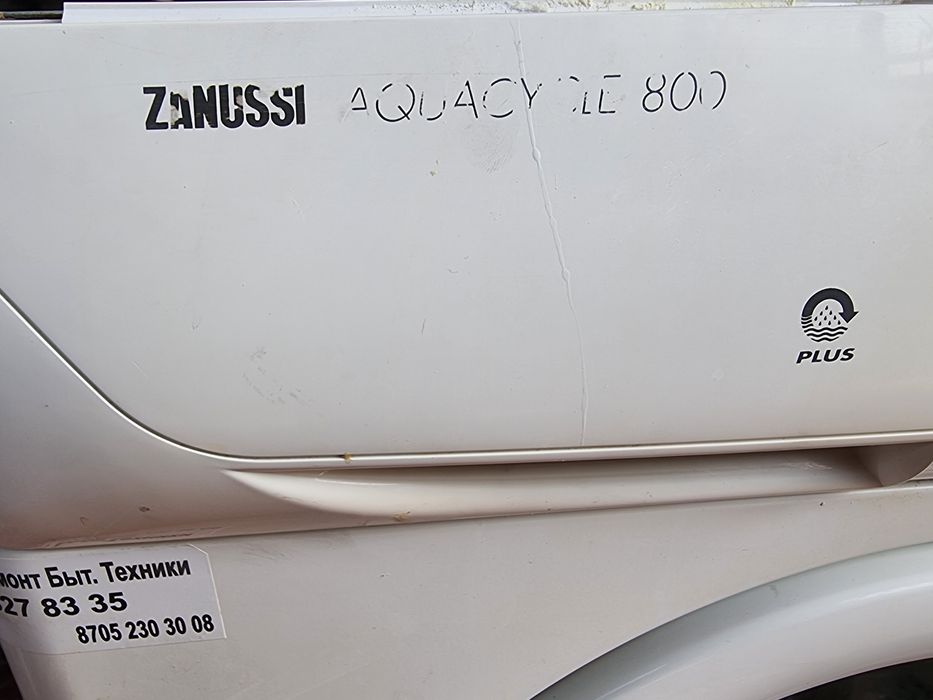 ZANUSSI AQUACYCLE 800
PLUS
монт Быт. Техники
27 83 35
8705 230 30 08